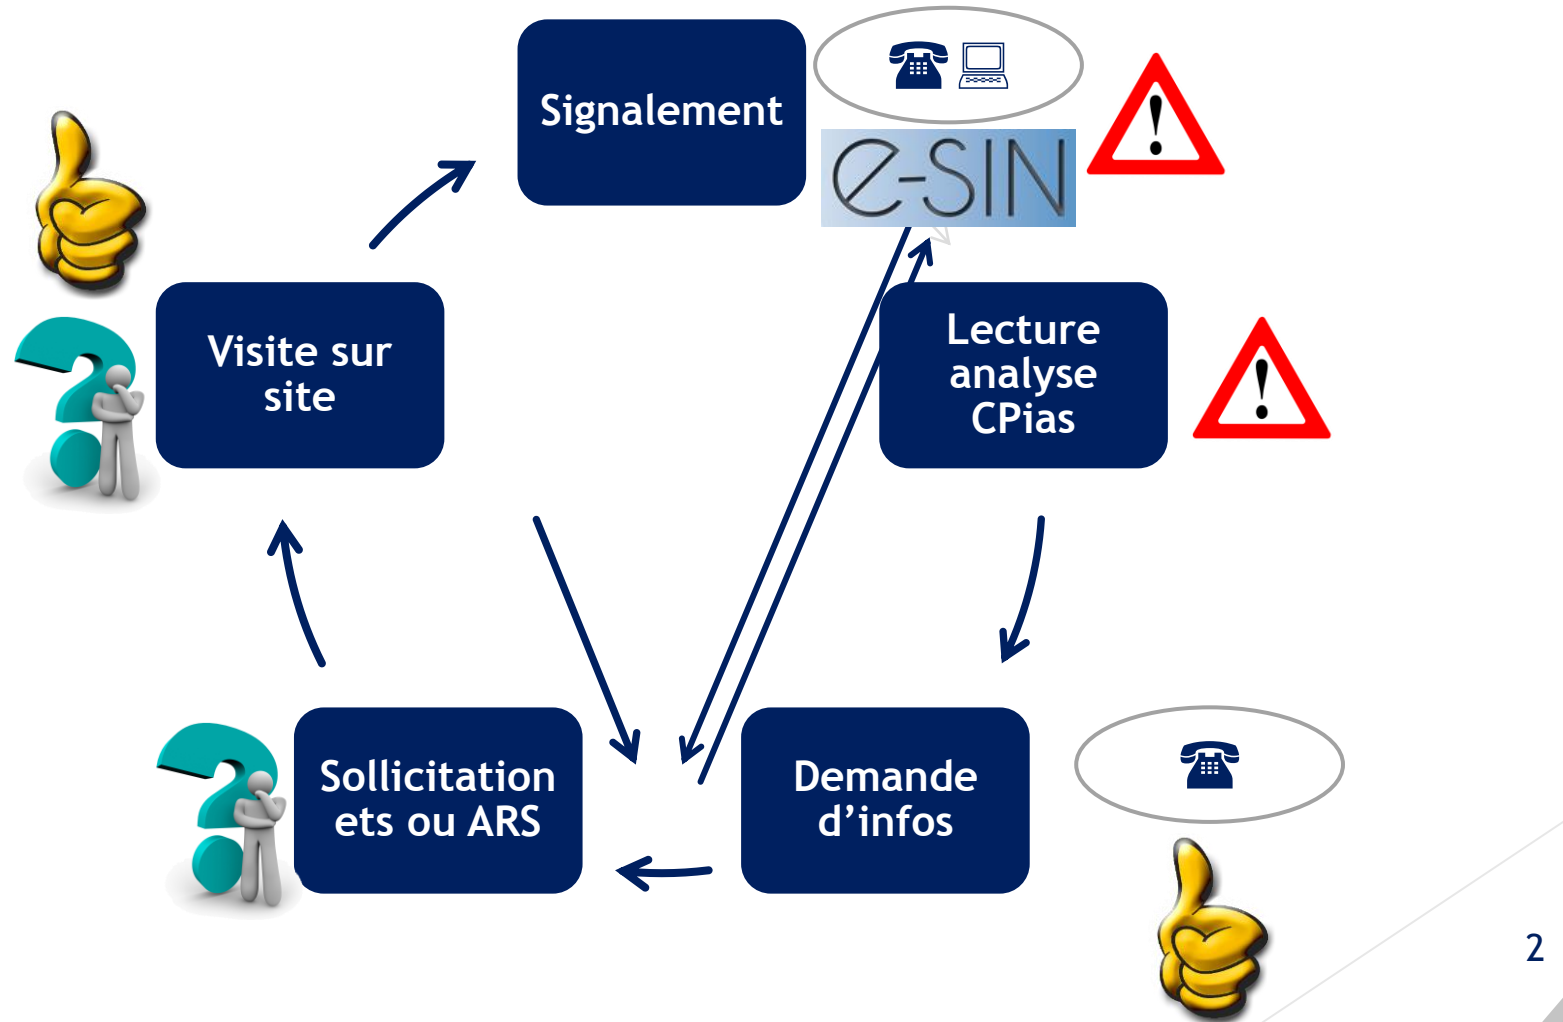 Signalement
e-SIN
Lecture
analyse
CPias
Visite sur
site
Sollicitation
ets ou ARS
Demande
d’infos
2